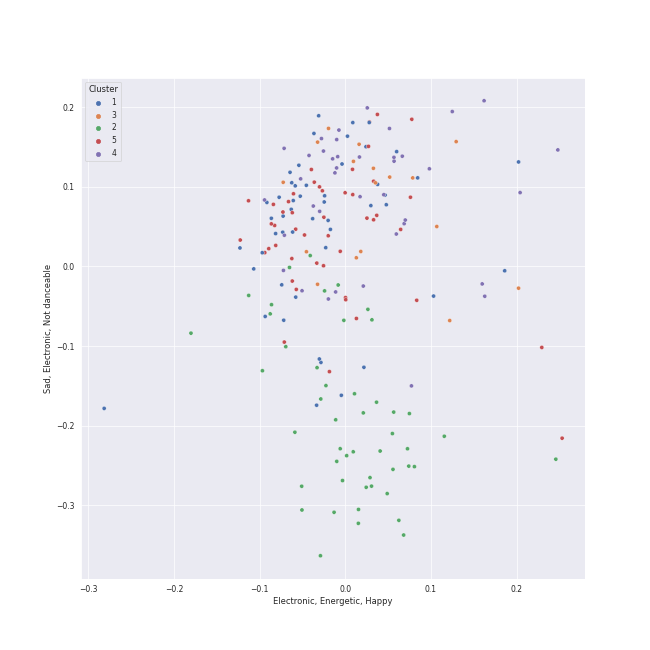 Cluster
1
3
2
5
4
0.2
0.1
0.0
−0.1
−0.2
−0.3
Sad, Electronic, Not danceable
−0.3 −0.2 −0.1 0.0 0.1 0.2
Electronic, Energetic, Happy